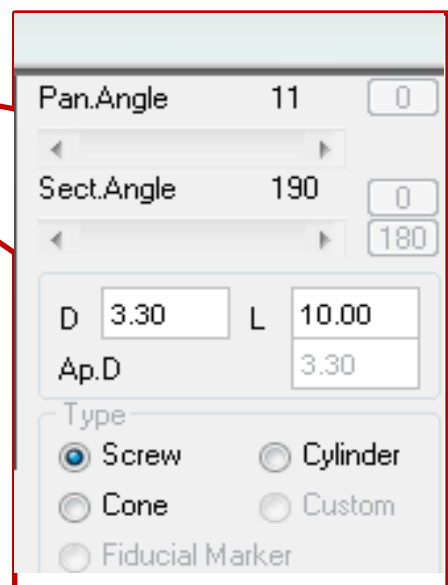 Pan.Angle 11 0
Sect.Angle 190 0
180
D 3.30 L 10.00
Ap.D 3.30
Type
Screw Cylinder
Cone Custom
Fiducial Marker